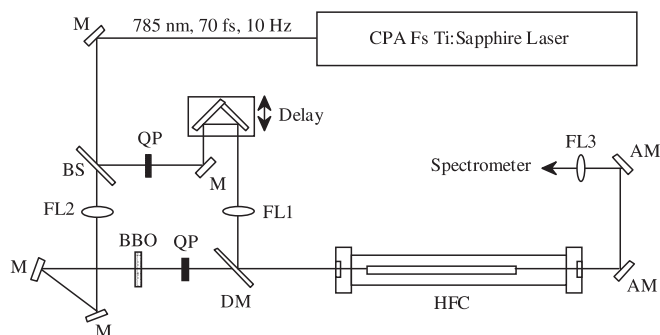 M
785 nm, 70 fs, 10 Hz
CPA Fs Ti:Sapphire Laser
Delay
QP
BS
M
FL3
AM
Spectrometer
FL2
FL1
BBO
QP
M
DM
HFC
AM
M